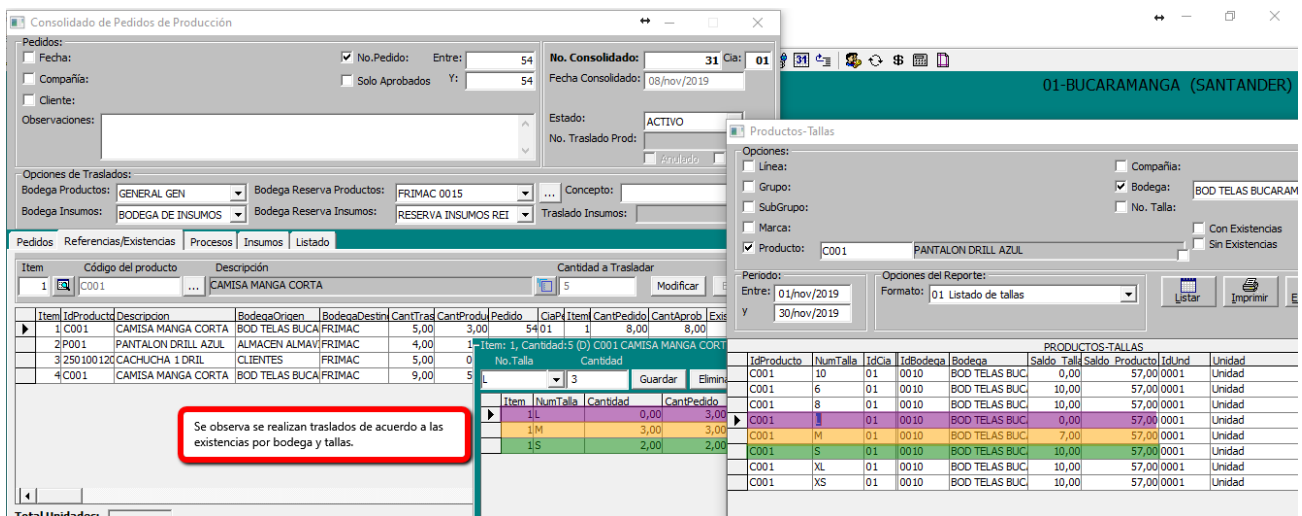 Consolidado de Pedidos de Producción
Pedidos:
Fecha:
No.Pedido: Entre: 54
Compañía:
Solo Aprobados Y: 54
Cliente:
Observaciones:
No. Consolidado: 31 Cia: 01
Fecha Consolidado: 08/nov/2019
Estado: ACTIVO
No. Traslado Prod:
Anulado
Opciones de Traslados:
Bodega Productos: GENERAL GEN Bodega Reserva Productos: FRIMAC 0015 ... Concepto:
Bodega Insumos: BODEGA DE INSUMOS Bodega Reserva Insumos: RESERVA INSUMOS REI Traslado Insumos:
Pedidos Referencias/Existencias Procesos Insumos Listado
Item Código del producto Descripción Cantidad a Trasladar
1 C001 ... CAMISA MANGA CORTA 5 Modificar
Item IdProducto Descripcion BodegaOrigen BodegaDestin CantTras CantProdu Pedido CiaPe Item CantPedido CantAprob Exis
1 C001 CAMISA MANGA CORTA BOD TELAS BUCA FRIMAC 5,00 3,00 54 01 1 8,00 8,00
2 P001 PANTALON DRILL AZUL ALMACEN ALMAVI FRIMAC 4,00 1
3 250100120 CACHUCHA 1 DRIL CLIENTES FRIMAC 5,00 0
4 C001 CAMISA MANGA CORTA BOD TELAS BUCA FRIMAC 9,00 5
Se observa se realizan traslados de acuerdo a las
existencias por bodega y tallas.
Total Unidades:
Item: 1, Cantidad:5 (D) C001 CAMISA MANGA CORT
No.Talla Cantidad
L 3 Guardar Elimina
Item NumTalla Cantidad CantPedido
1 L 0,00 3,00
1 M 3,00 3,00
1 S 2,00 2,00
31 $
01-BUCARAMANGA (SANTANDER)
Productos-Tallas
Opciones:
Línea:
Compañía:
Grupo:
Bodega: BOD TELAS BUCARAM
SubGrupo:
No. Talla:
Marca:
Con Existencias
Producto: C001 PANTALON DRILL AZUL
Sin Existencias
Periodo:
Entre: 01/nov/2019
y 30/nov/2019
Opciones del Reporte:
Formato: 01 Listado de tallas
Listar Imprimir E
PRODUCTOS-TALLAS
IdProducto NumTalla IdCia IdBodega Bodega Saldo_Talla Saldo_Producto IdUnd Unidad
C001 10 01 0010 BOD TELAS BUC. 0,00 57,00 0001 Unidad
C001 6 01 0010 BOD TELAS BUC. 10,00 57,00 0001 Unidad
C001 8 01 0010 BOD TELAS BUC. 10,00 57,00 0001 Unidad
C001 L 01 0010 BOD TELAS BUC. 0,00 57,00 0001 Unidad
C001 M 01 0010 BOD TELAS BUC. 7,00 57,00 0001 Unidad
C001 S 01 0010 BOD TELAS BUC. 10,00 57,00 0001 Unidad
C001 XL 01 0010 BOD TELAS BUC. 10,00 57,00 0001 Unidad
C001 XS 01 0010 BOD TELAS BUC. 10,00 57,00 0001 Unidad